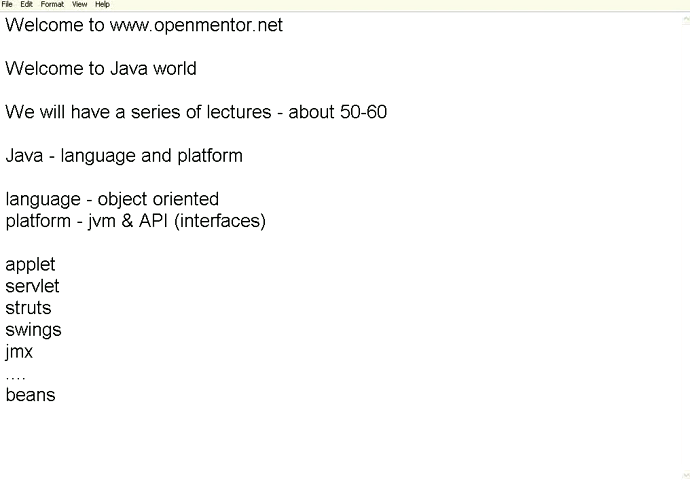 File Edit Format View Help
Welcome to www.openmentor.net
Welcome to Java world
We will have a series of lectures - about 50-60
Java - language and platform
language - object oriented
platform - jvm & API (interfaces)
applet
servlet
struts
swings
jmx
....
beans